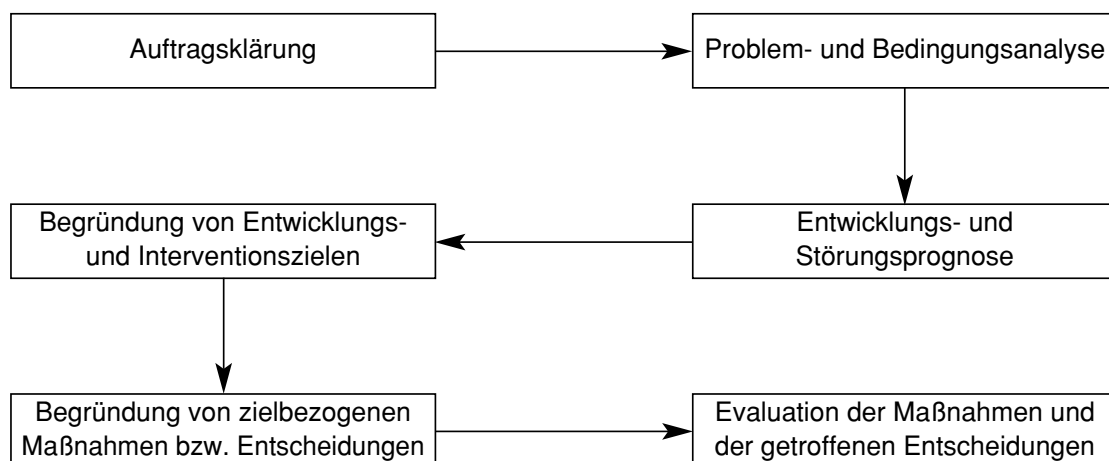 Auftragsklärung
Problem- und Bedingungsanalyse
Entwicklungs- und
Störungsprognose
Begründung von Entwicklungs-
und Interventionszielen
Begründung von zielbezogenen
Maßnahmen bzw. Entscheidungen
Evaluation der Maßnahmen und
der getroffenen Entscheidungen